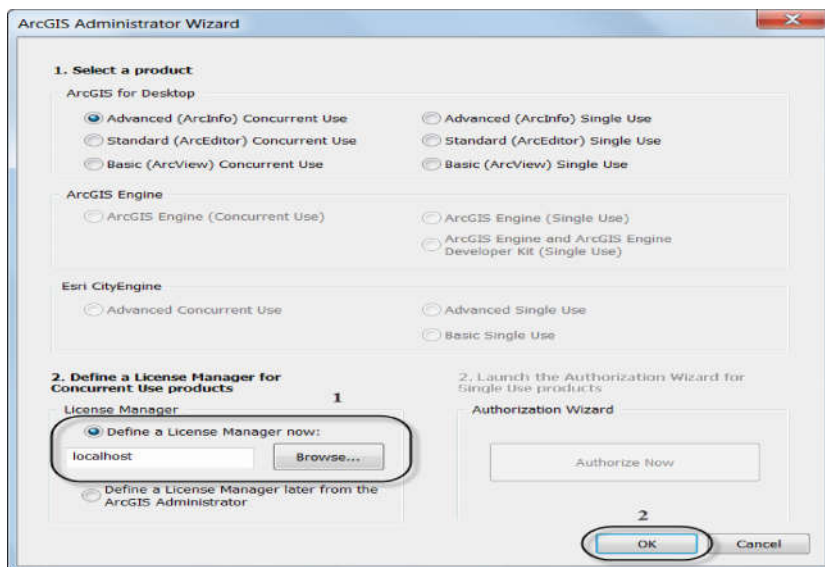 ArcGIS Administrator Wizard
1. Select a product
ArcGIS for Desktop
Advanced (ArcInfo) Concurrent Use
Advanced (ArcInfo) Single Use
Standard (ArcEditor) Concurrent Use
Standard (ArcEditor) Single Use
Basic (ArcView) Concurrent Use
Basic (ArcView) Single Use
ArcGIS Engine
ArcGIS Engine (Concurrent Use)
ArcGIS Engine (Single Use)
ArcGIS Engine and ArcGIS Engine
Developer Kit (Single Use)
Esri CityEngine
Advanced Concurrent Use
Advanced Single Use
Basic Single Use
2. Define a License Manager for
Concurrent Use products
1
License Manager
Define a License Manager now:
localhost
Browse...
Define a License Manager later from the
ArcGIS Administrator
2. Launch the Authorization Wizard for
Single Use products
Authorization Wizard
Authorize Now
2
OK
Cancel